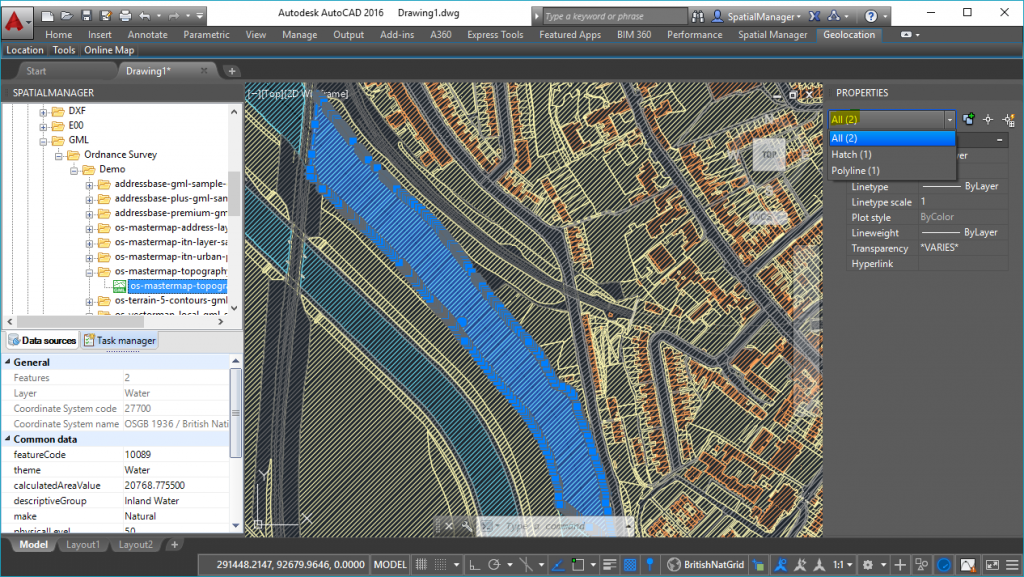 Autodesk AutoCAD 2016 Drawing1.dwg
Type a keyword or phrase
SpatialManager
Home Insert Annotate Parametric View Manage Output Add-ins A360 Express Tools Featured Apps BIM 360 Performance Spatial Manager Geolocation
Location Tools Online Map
Start Drawing1*
SPATIALMANAGER
DXF
E00
GML
Ordnance Survey
Demo
addressbase-gml-sample-
addressbase-plus-gml-sam
addressbase-premium-gm
os-mastermap-address-lay
os-mastermap-itn-layer-sa
os-mastermap-itn-urban-p
os-mastermap-topography
GML os-mastermap-topogra
os-terrain-5-contours-gml
os-vectormap-local-gml
Data sources Task manager
General
Features 2
Layer Water
Coordinate System code 27700
Coordinate System name OSGB 1936 / British Nati
Common data
featureCode 10089
theme Water
calculatedAreaValue 20768.775500
descriptiveGroup Inland Water
make Natural
physicalLevel 50
[−][Top][2D Wireframe]
TOP
WCS
Y
X
Type a command
PROPERTIES
All (2)
All (2)
Hatch (1)
Polyline (1)
yer
Linetype ByLayer
Linetype scale 1
Plot style ByColor
Lineweight ByLayer
Transparency *VARIES*
Hyperlink
Model Layout1 Layout2 +
291448.2147, 92679.9646, 0.0000 MODEL
BritishNatGrid
1:1